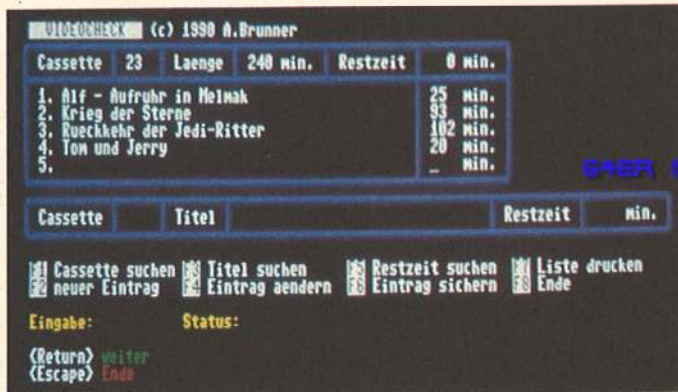 VIDEOCHECK (c) 1990 A.Brunner
Cassette 23 Laenge 240 min. Restzeit 0 min.
1. Alf - Aufruhr in Melmak 25 min.
2. Krieg der Sterne 93 min.
3. Rueckkehr der Jedi-Ritter 102 min.
4. Tom und Jerry 20 min.
5. _ min.
64ER
Cassette Titel Restzeit min.
F1 Cassette suchen F3 Titel suchen F5 Restzeit suchen F7 Liste drucken
F2 neuer Eintrag F4 Eintrag aendern F6 Eintrag sichern F8 Ende
Eingabe: Status:
<Return> weiter
<Escape> Ende